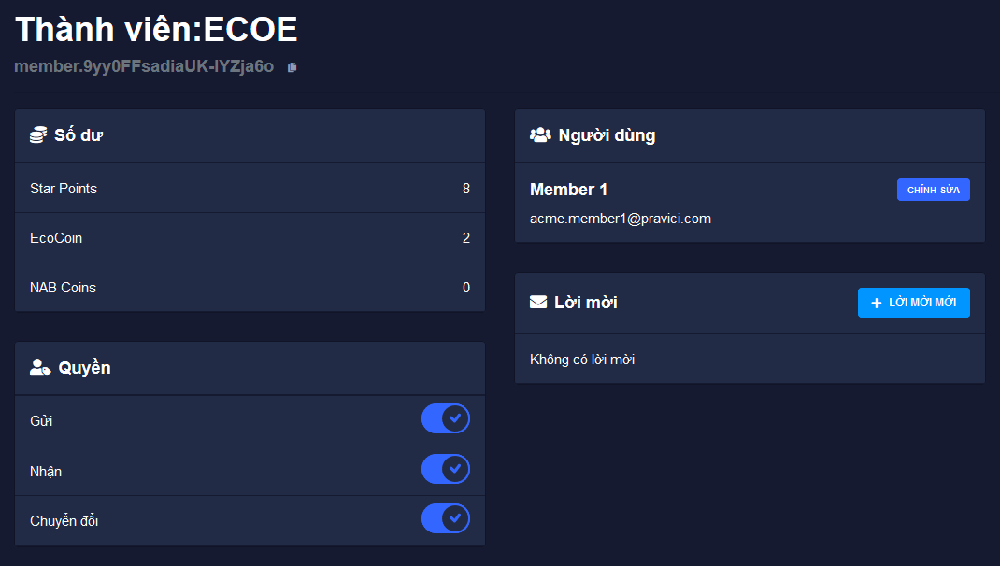 Thành viên:ECOE
member.9yy0FFsadiaUK-lYZja6o
Số dư
Star Points 8
EcoCoin 2
NAB Coins 0
Quyền
Gửi
Nhận
Chuyển đổi
Người dùng
Member 1 CHỈNH SỬA
acme.member1@pravici.com
Lời mời LỜI MỜI MỚI
Không có lời mời